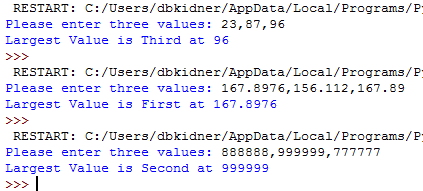 RESTART: C:/Users/dbkidner/AppData/Local/Programs/Py
Please enter three values: 23,87,96
Largest Value is Third at 96
>>>
RESTART: C:/Users/dbkidner/AppData/Local/Programs/Py
Please enter three values: 167.8976,156.112,167.89
Largest Value is First at 167.8976
>>>
RESTART: C:/Users/dbkidner/AppData/Local/Programs/Py
Please enter three values: 888888,999999,777777
Largest Value is Second at 999999
>>>